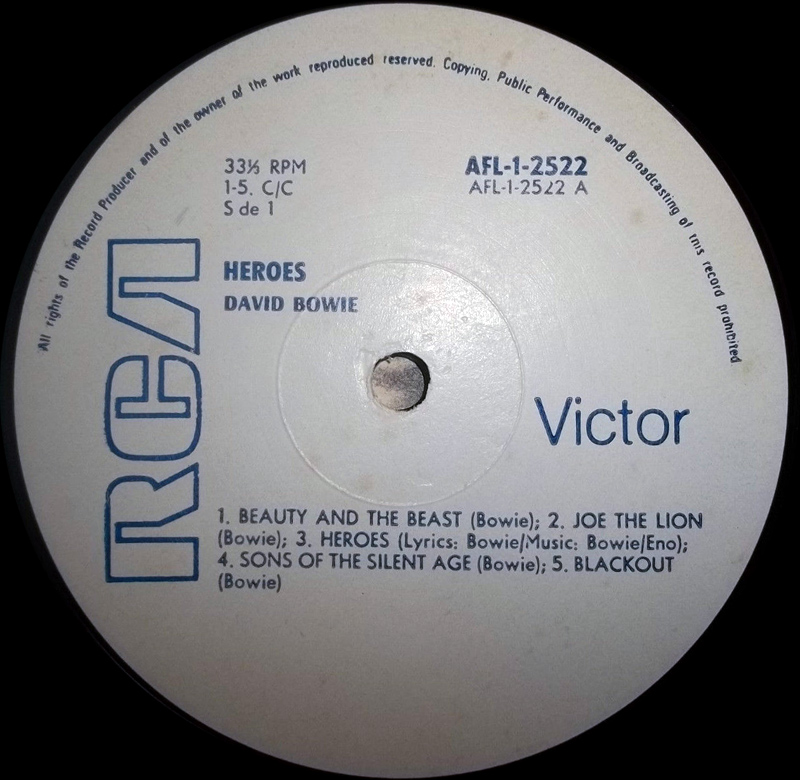 All rights of the Record Producer and of the owner of the work reproduced reserved. Copying, Public Performance and Broadcasting of this record prohibited
33⅓ RPM
1-5. C/C
S de 1
AFL-1-2522
AFL-1-2522 A
HEROES
DAVID BOWIE
RCA
Victor
1. BEAUTY AND THE BEAST (Bowie); 2. JOE THE LION
(Bowie); 3. HEROES (Lyrics: Bowie/Music: Bowie/Eno);
4. SONS OF THE SILENT AGE (Bowie); 5. BLACKOUT
(Bowie)